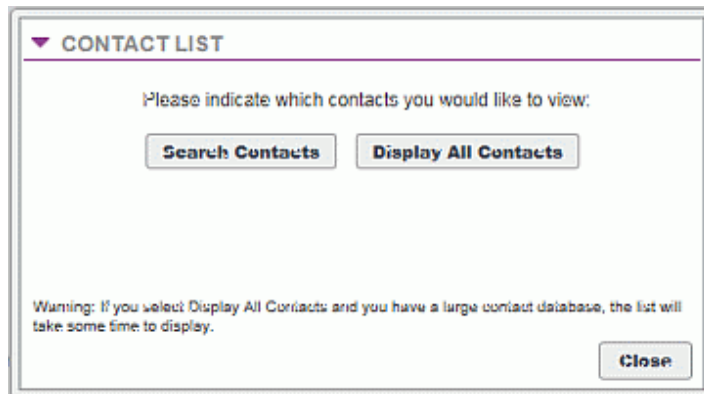 CONTACT LIST
Please indicate which contacts you would like to view:
Search Contacts
Display All Contacts
Warning: If you select Display All Contacts and you have a large contact database, the list will
take some time to display.
Close